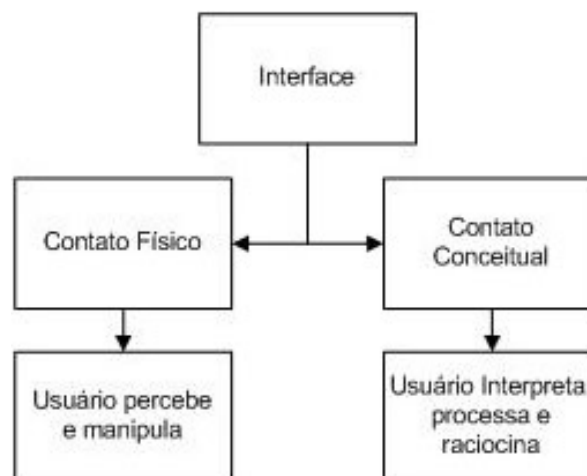 Interface
Contato Físico
Contato
Conceitual
Usuário percebe
e manipula
Usuário Interpreta,
processa e
raciocina